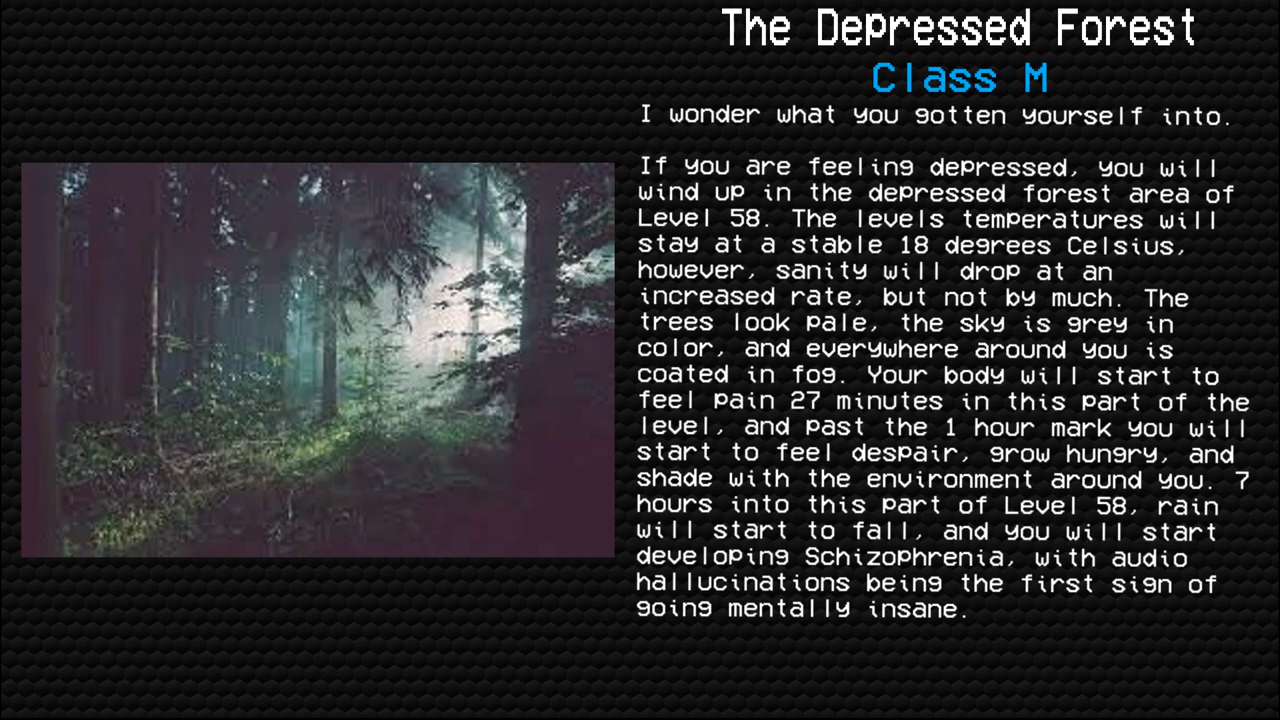 The Depressed Forest
Class M
I wonder what you gotten yourself into.
If you are feeling depressed, you will
wind up in the depressed forest area of
Level 58. The levels temperatures will
stay at a stable 18 degrees Celsius,
however, sanity will drop at an
increased rate, but not by much. The
trees look pale, the sky is grey in
color, and everywhere around you is
coated in fog. Your body will start to
feel pain 27 minutes in this part of the
level, and past the 1 hour mark you will
start to feel despair, grow hungry, and
shade with the environment around you. 7
hours into this part of Level 58, rain
will start to fall, and you will start
developing Schizophrenia, with audio
hallucinations being the first sign of
going mentally insane.